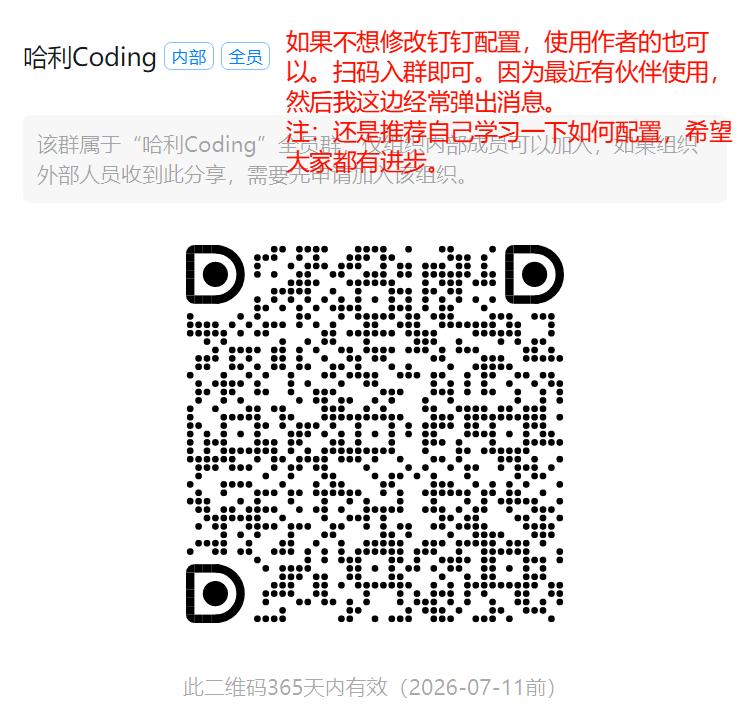 哈利Coding 内部 全员
如果不想修改钉钉配置，使用作者的也可
以。扫码入群即可。因为最近有伙伴使用，
然后我这边经常弹出消息。
注：还是推荐自己学习一下如何配置，希望
大家都有进步。
该群属于“哈利Coding”全员群，仅组织内部成员可以加入，如果组织
外部人员收到此分享，需要先申请加入该组织。
此二维码365天内有效（2026-07-11前）